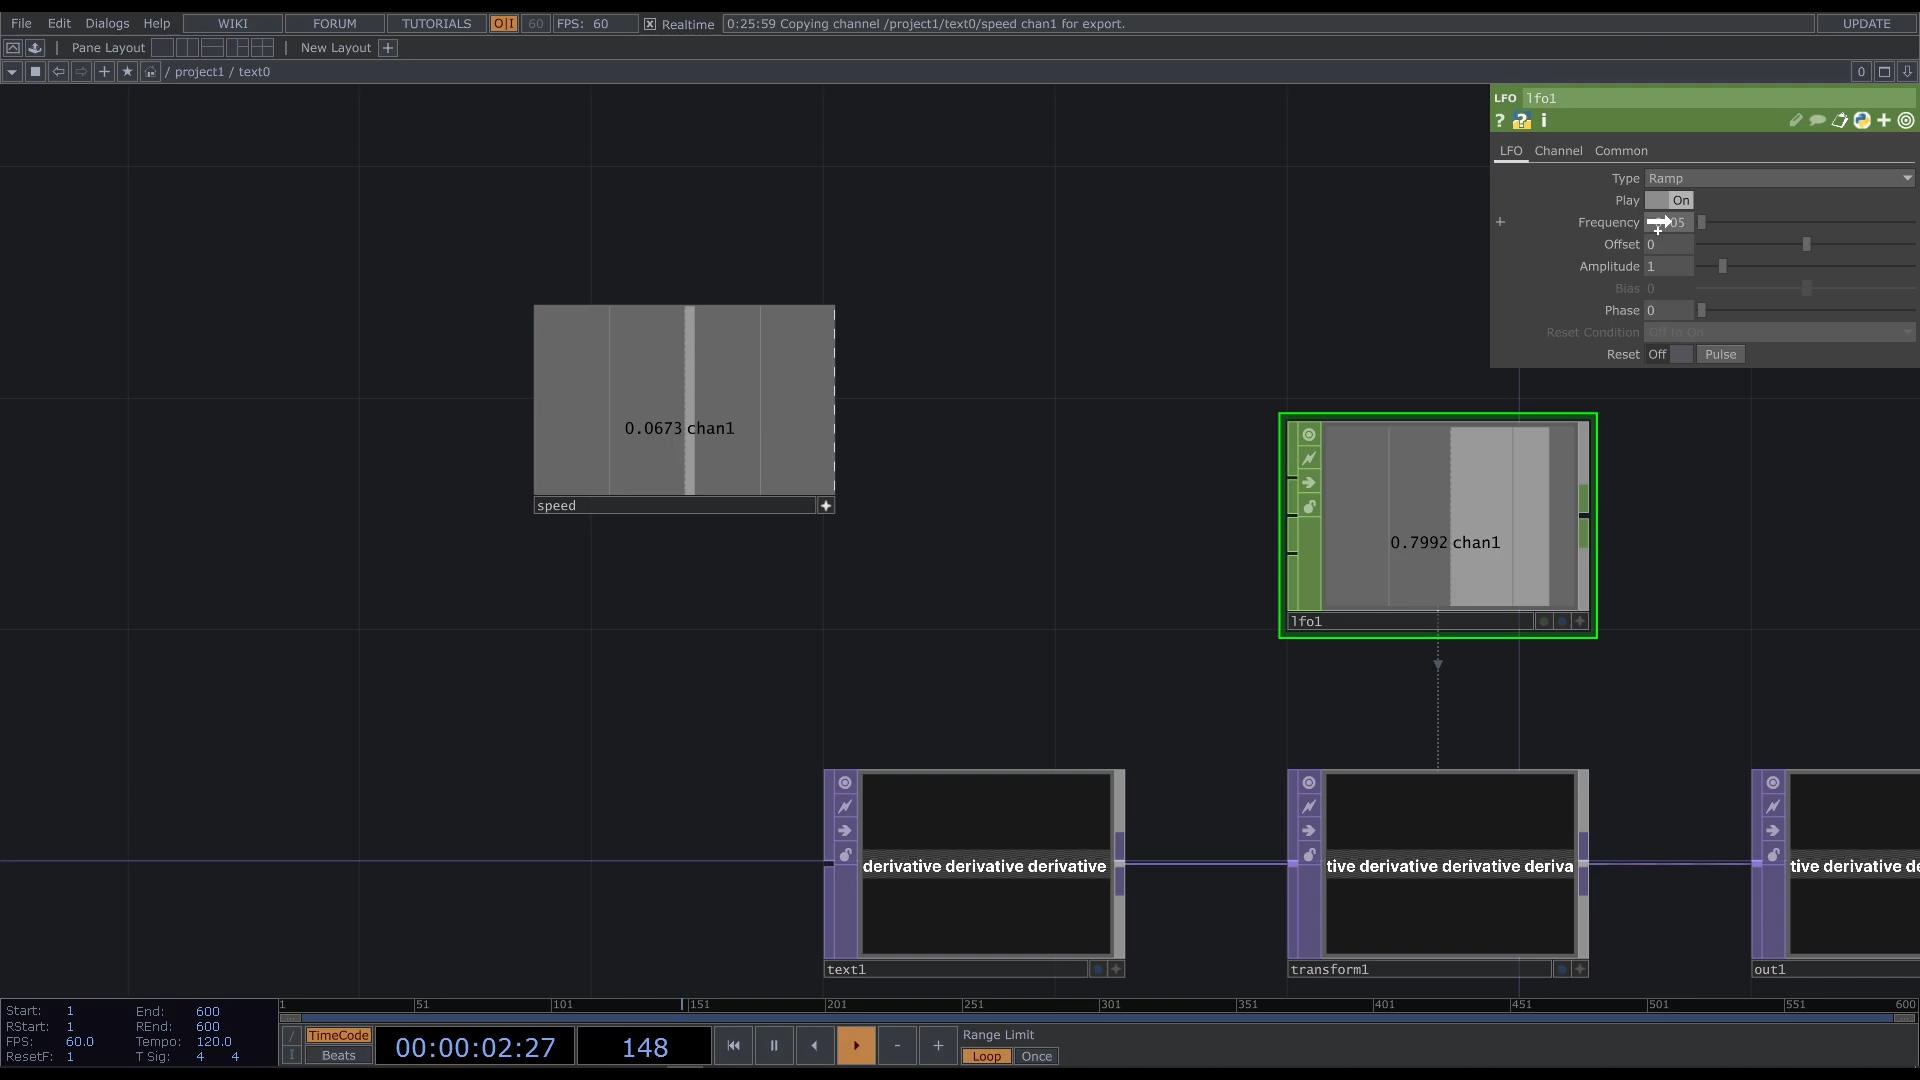 File Edit Dialogs Help WIKI FORUM TUTORIALS O|I 60 FPS: 60 Realtime 0:25:59 Copying channel /project1/text0/speed chan1 for export. UPDATE
Pane Layout New Layout +
/ project1 / text0 0
LFO lfo1
? ? i
LFO Channel Common
Type Ramp
Play On
+ Frequency
Offset 0
Amplitude 1
Bias 0
Phase 0
Reset Condition Off to On
Reset Off Pulse
0.0673 chan1
speed
0.7992 chan1
lfo1
derivative derivative derivative
text1
tive derivative derivative deriva
transform1
tive derivative de
out1
1 51 101 151 201 251 301 351 401 451 501 551 600
Start: 1 End: 600
RStart: 1 REnd: 600
FPS: 60.0 Tempo: 120.0
ResetF: 1 T Sig: 4 4
/ TimeCode
I Beats
00:00:02:27 148 - +
Range Limit
Loop Once